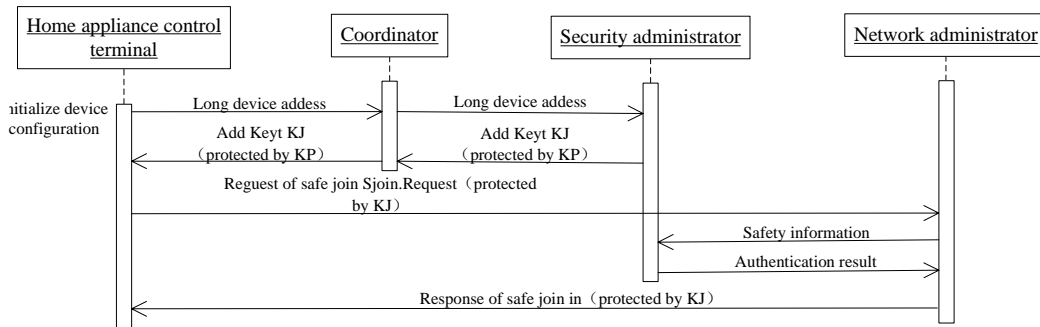 Home appliance control
terminal
Coordinator
Security administrator
Network administrator
nitialize device
configuration
Long device addess
Long device addess
Add Keyt KJ
(protected by KP）
Add Keyt KJ
(protected by KP）
Reguest of safe join Sjoin.Request（protected
by KJ）
Safety information
Authentication result
Response of safe join in（protected by KJ）